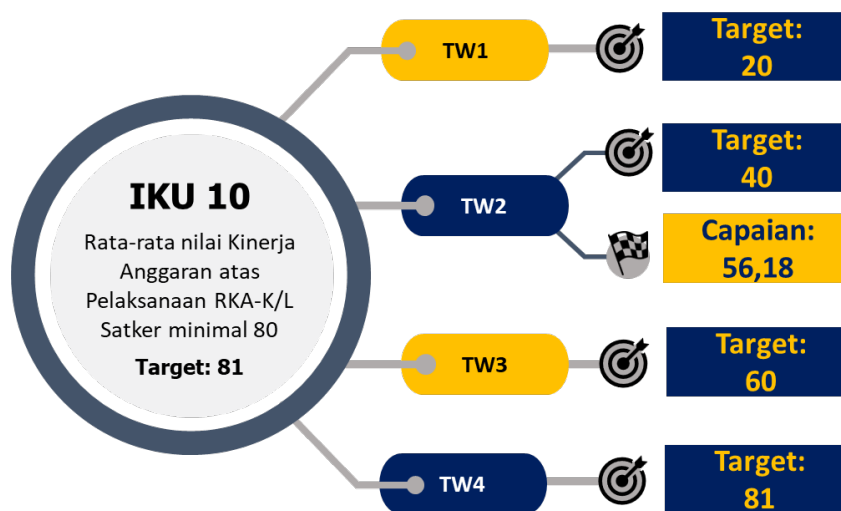 IKU 10
Rata-rata nilai Kinerja
Anggaran atas
Pelaksanaan RKA-K/L
Satker minimal 80
Target: 81
TW1
Target:
20
TW2
Target:
40
Capaian:
56,18
TW3
Target:
60
TW4
Target:
81